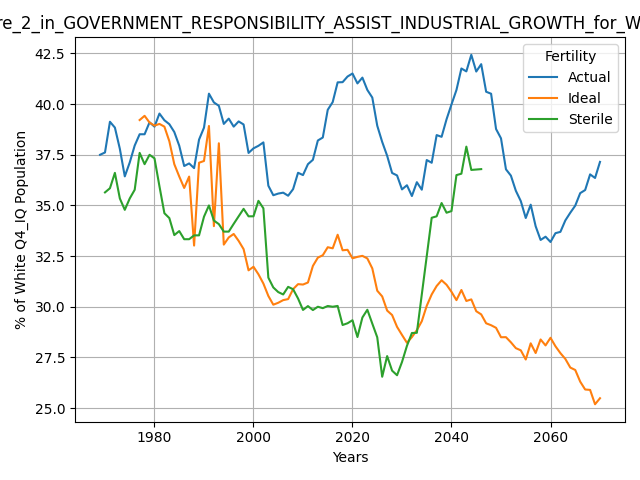 re_2_in_GOVERNMENT_RESPONSIBILITY_ASSIST_INDUSTRIAL_GROWTH_for_W
42.5
40.0
37.5
35.0
32.5
30.0
27.5
25.0
% of White Q4_IQ Population
Fertility
Actual
Ideal
Sterile
1980
2000
2020
2040
2060
Years